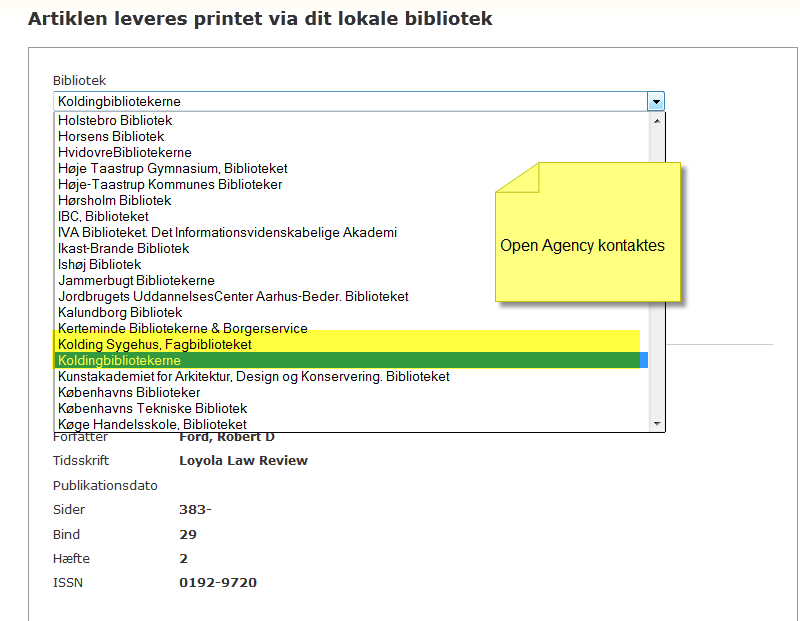 Artiklen leveres printet via dit lokale bibliotek
Bibliotek
Koldingbibliotekerne
Holstebro Bibliotek
Horsens Bibliotek
HvidovreBibliotekerne
Høje Taastrup Gymnasium, Biblioteket
Høje-Taastrup Kommunes Biblioteker
Hørsholm Bibliotek
IBC, Biblioteket
IVA Biblioteket. Det Informationsvidenskabelige Akademi
Ikast-Brande Bibliotek
Ishøj Bibliotek
Jammerbugt Bibliotekerne
Jordbrugets UddannelsesCenter Aarhus-Beder. Biblioteket
Kalundborg Bibliotek
Kerteminde Bibliotekerne & Borgerservice
Kolding Sygehus, Fagbiblioteket
Koldingbibliotekerne
Kunstakademiet for Arkitektur, Design og Konservering. Biblioteket
Københavns Biblioteker
Københavns Tekniske Bibliotek
Køge Handelsskole, Biblioteket
Open Agency kontaktes
Forfatter Ford, Robert D
Tidsskrift Loyola Law Review
Publikationsdato
Sider 383-
Bind 29
Hæfte 2
ISSN 0192-9720